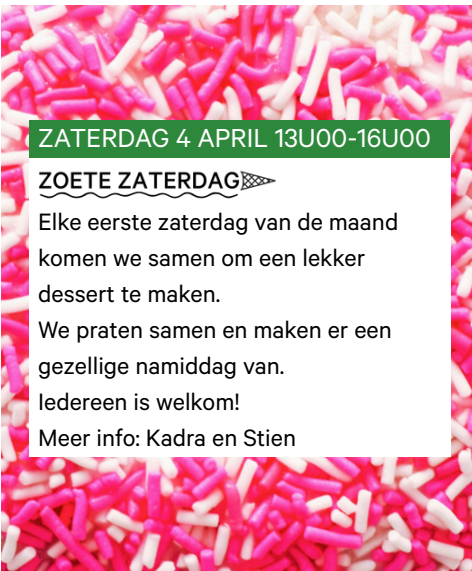 ZATERDAG 4 APRIL 13U00-16U00
ZOETE ZATERDAG
Elke eerste zaterdag van de maand
komen we samen om een lekker
dessert te maken.
We praten samen en maken er een
gezellige namiddag van.
Iedereen is welkom!
Meer info: Kadra en Stien